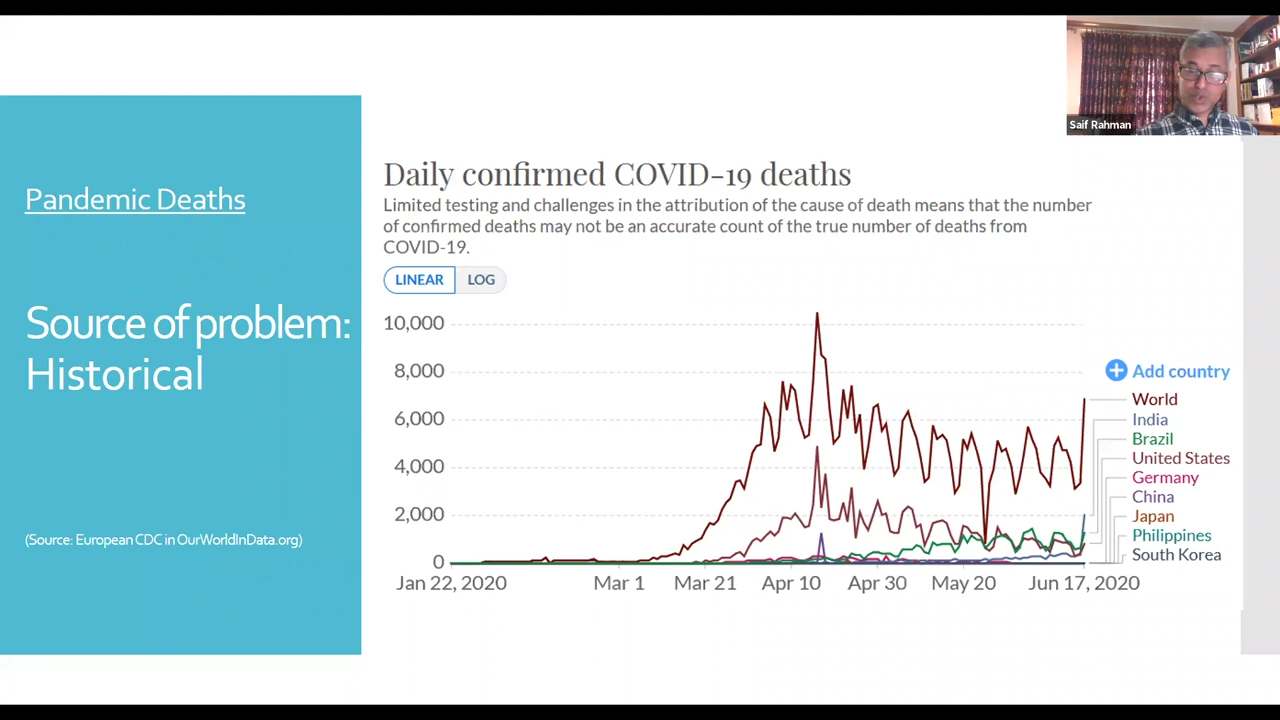 Saif Rahman
Pandemic Deaths
Source of problem:
Historical
(Source: European CDC in OurWorldInData.org)
Daily confirmed COVID-19 deaths
Limited testing and challenges in the attribution of the cause of death means that the number
of confirmed deaths may not be an accurate count of the true number of deaths from
COVID-19.
LINEAR LOG
10,000
8,000
6,000
4,000
2,000
0
Jan 22, 2020 Mar 1 Mar 21 Apr 10 Apr 30 May 20 Jun 17, 2020
Add country
World
India
Brazil
United States
Germany
China
Japan
Philippines
South Korea